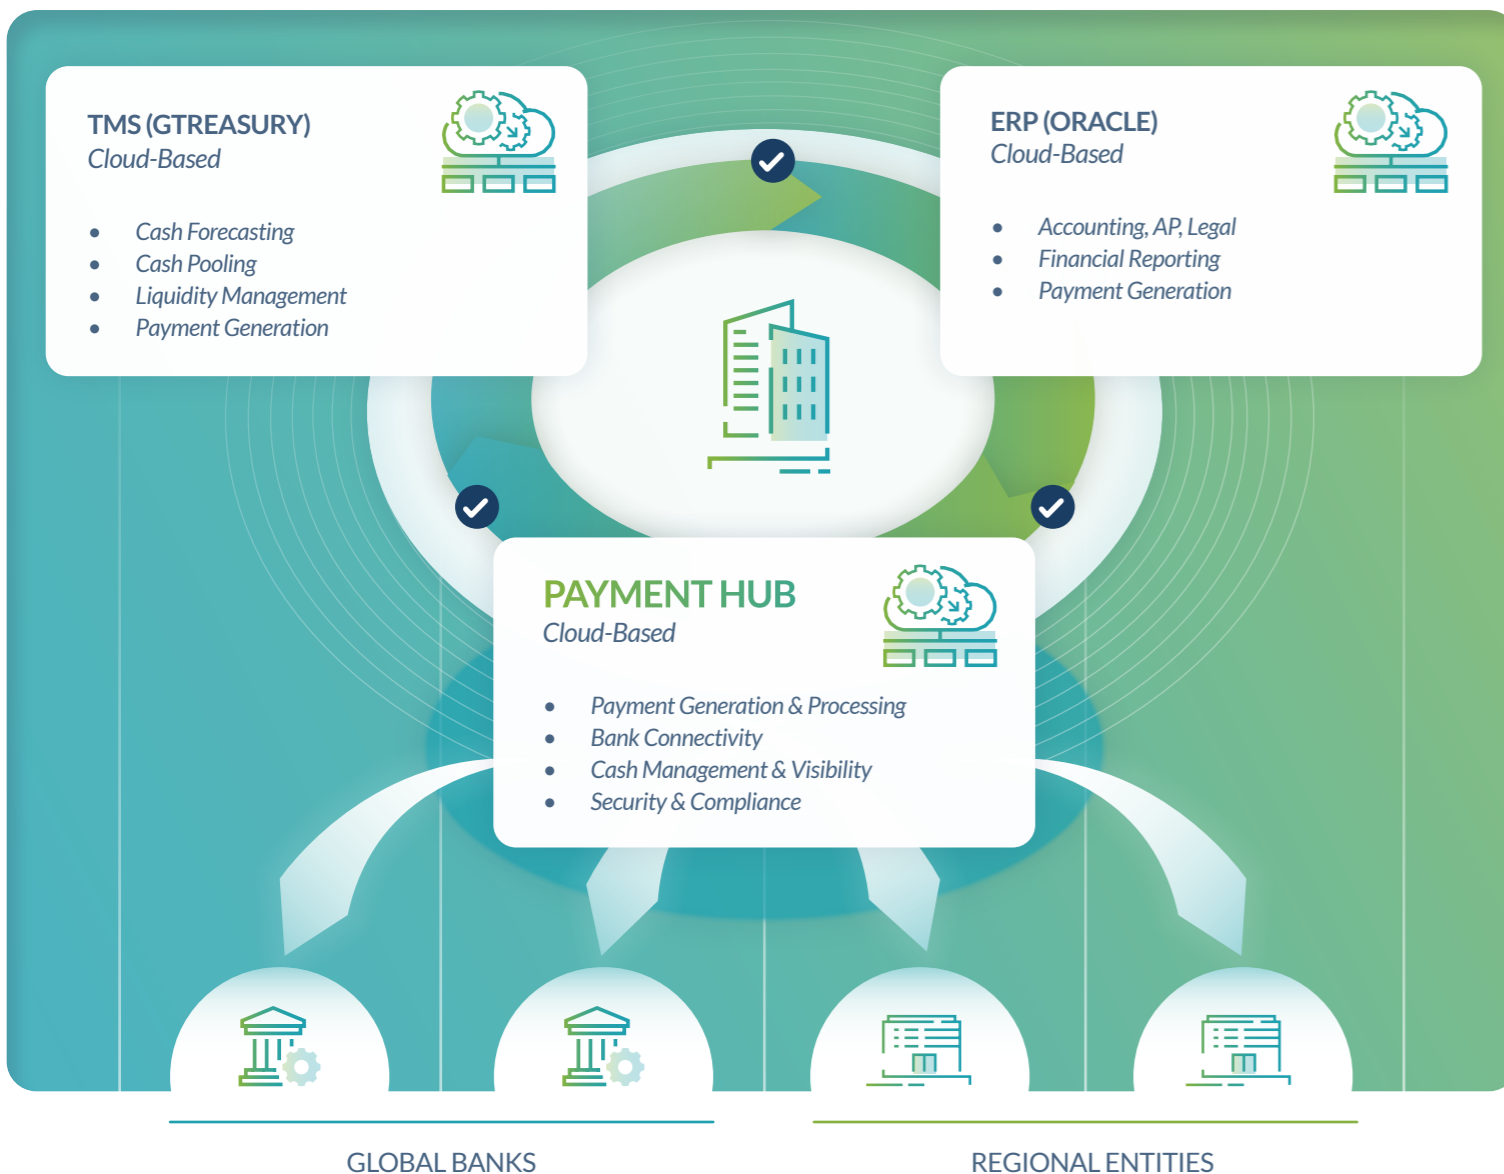 TMS (GTREASURY)
Cloud-Based
• Cash Forecasting
• Cash Pooling
• Liquidity Management
• Payment Generation
ERP (ORACLE)
Cloud-Based
• Accounting, AP, Legal
• Financial Reporting
• Payment Generation
PAYMENT HUB
Cloud-Based
• Payment Generation & Processing
• Bank Connectivity
• Cash Management & Visibility
• Security & Compliance
GLOBAL BANKS
REGIONAL ENTITIES